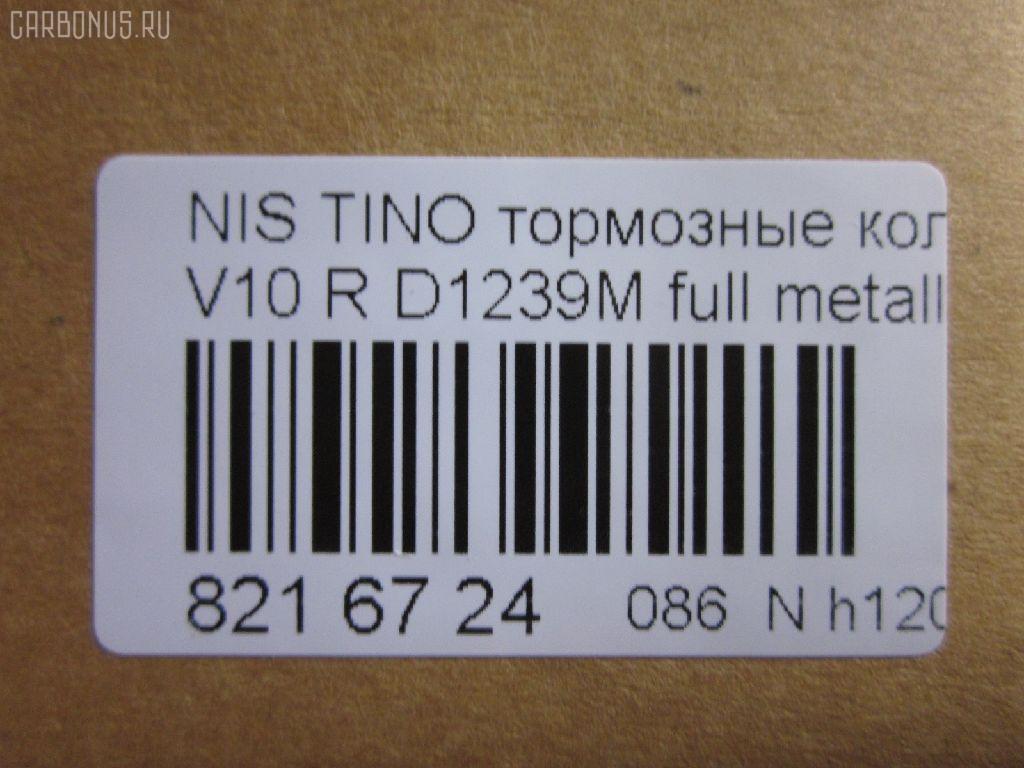 CARBONUS.RU
NIS TINO тормозные кол
V10 R D1239M full metall
821 67 24 086 N h120